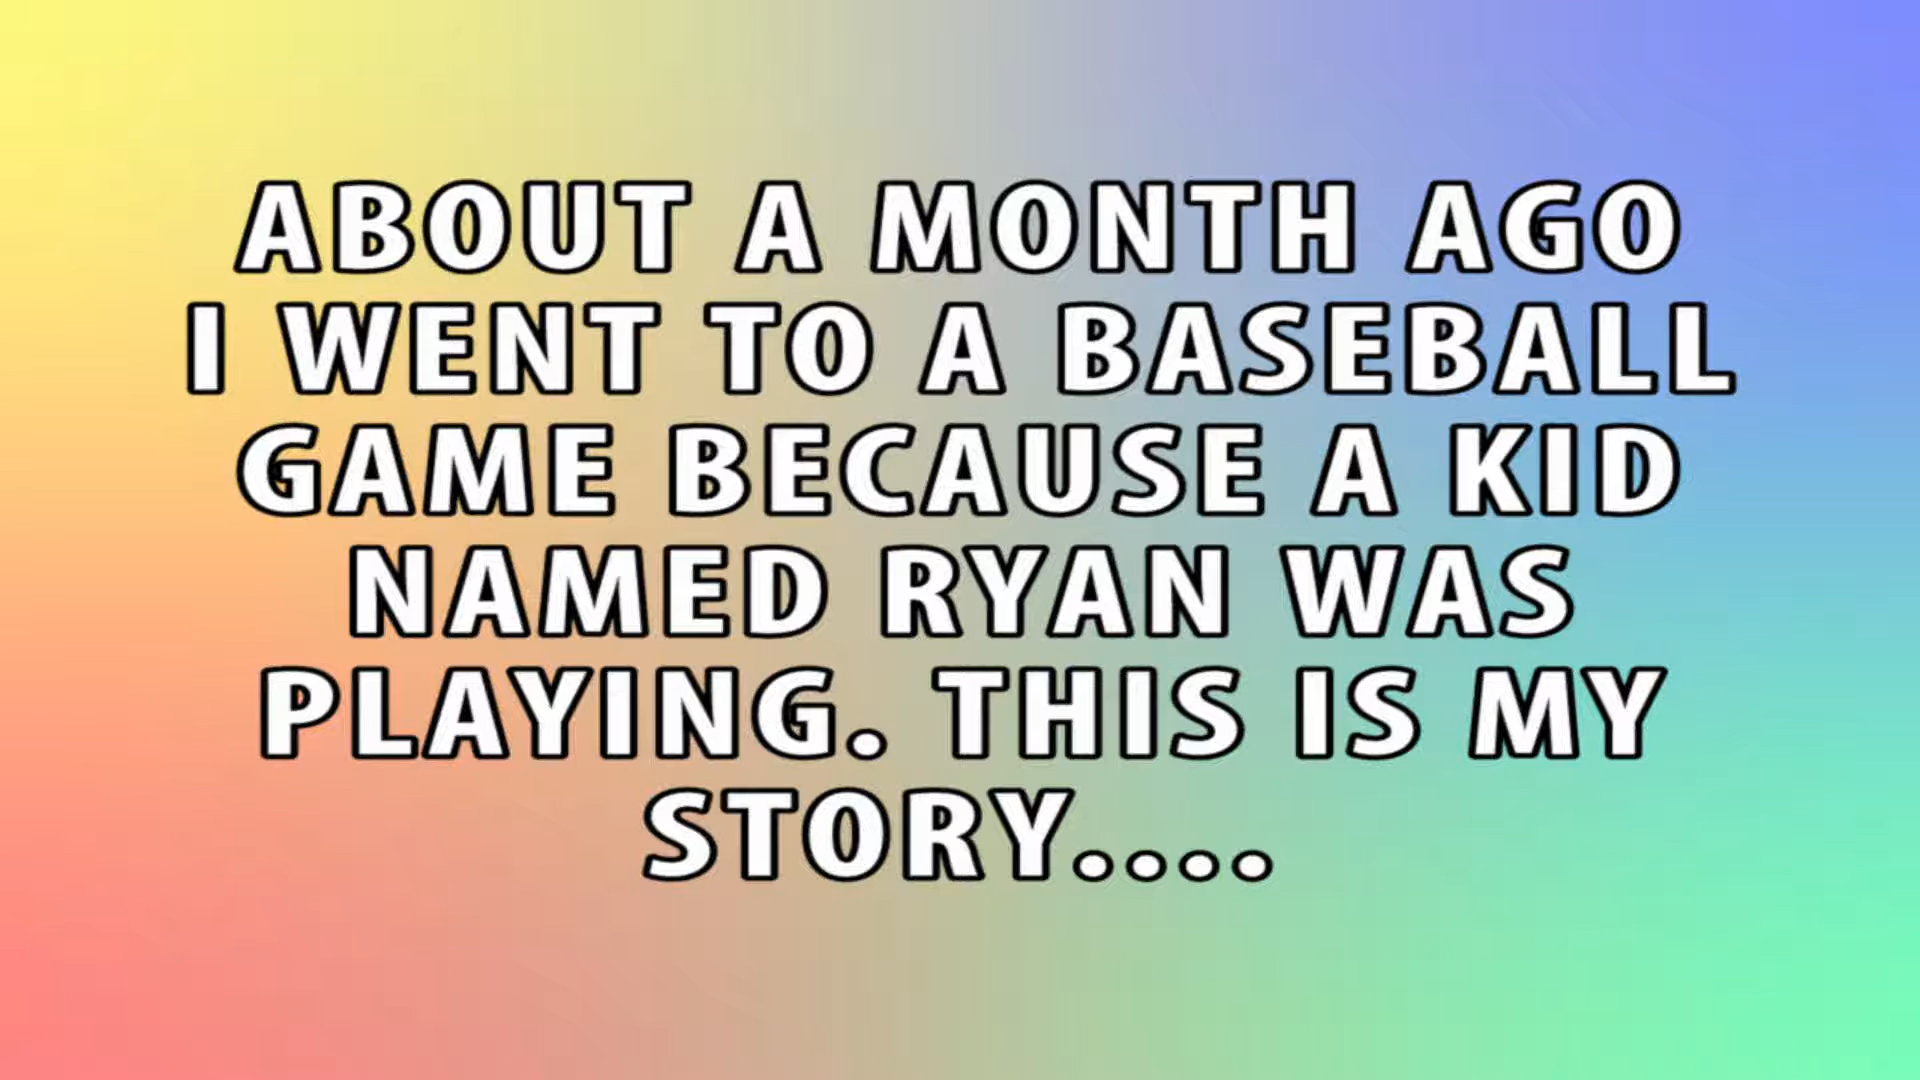 ABOUT A MONTH AGO
I WENT TO A BASEBALL
GAME BECAUSE A KID
NAMED RYAN WAS
PLAYING. THIS IS MY
STORY....